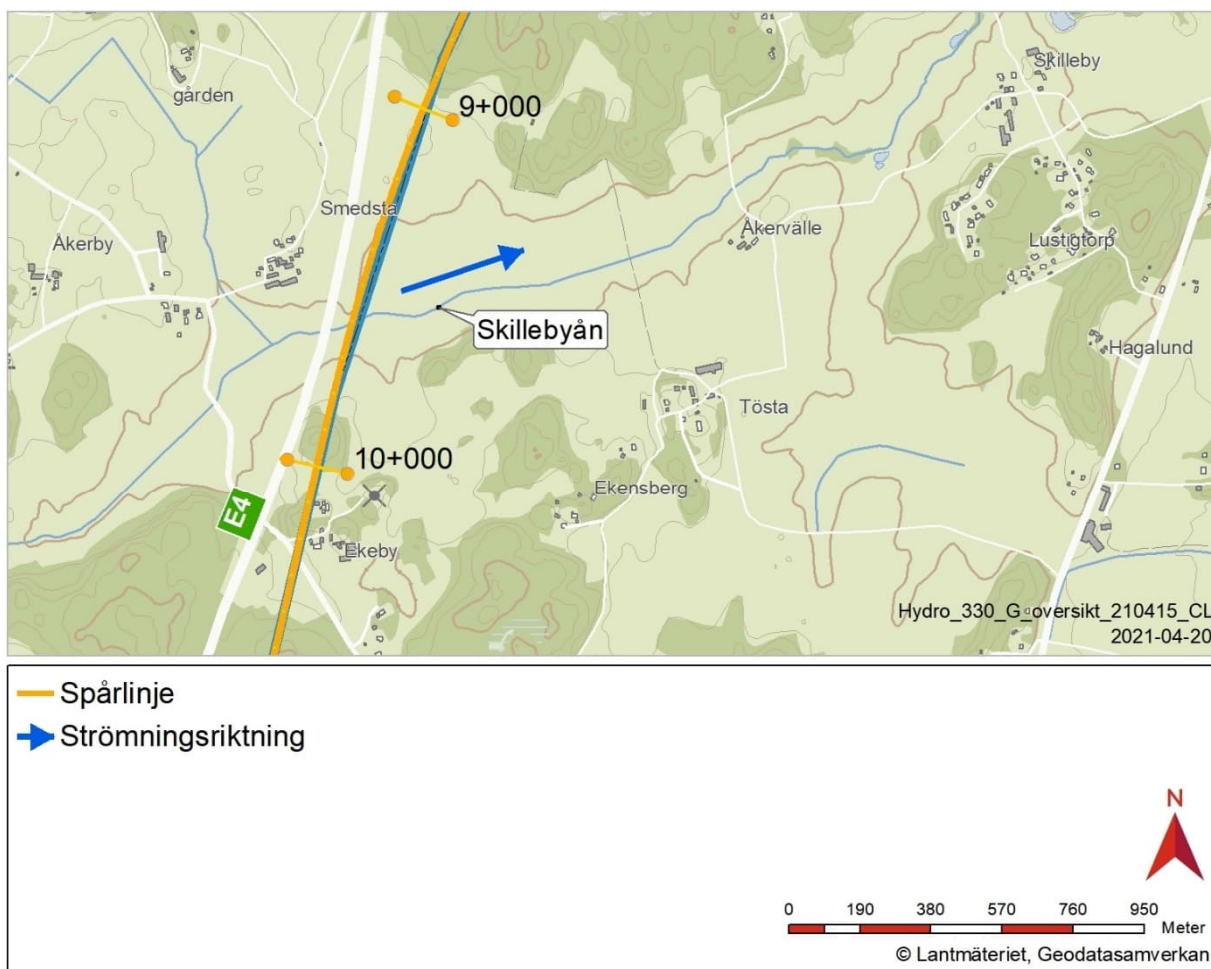 Skilleby
gården
9+000
Smedsta
Åkerby
Åkervälle
Lustigtorp
Skillebyån
Hagalund
Tösta
10+000
Ekensberg
E4
Ekeby
Hydro_330_G_oversikt_210415_CL
2021-04-20
Spårlinje
Strömningsriktning
N
0 190 380 570 760 950
Meter
© Lantmäteriet, Geodatasamverkan